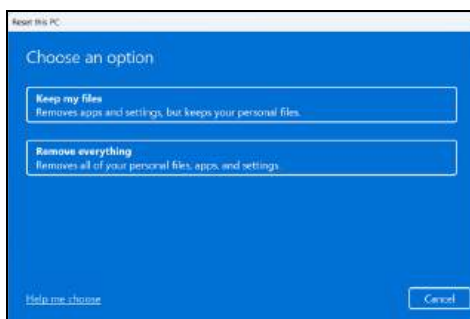 Reset this PC
Choose an option
Keep my files
Removes apps and settings, but keeps your personal files.
Remove everything
Removes all of your personal files, apps, and settings.
Help me choose
Cancel